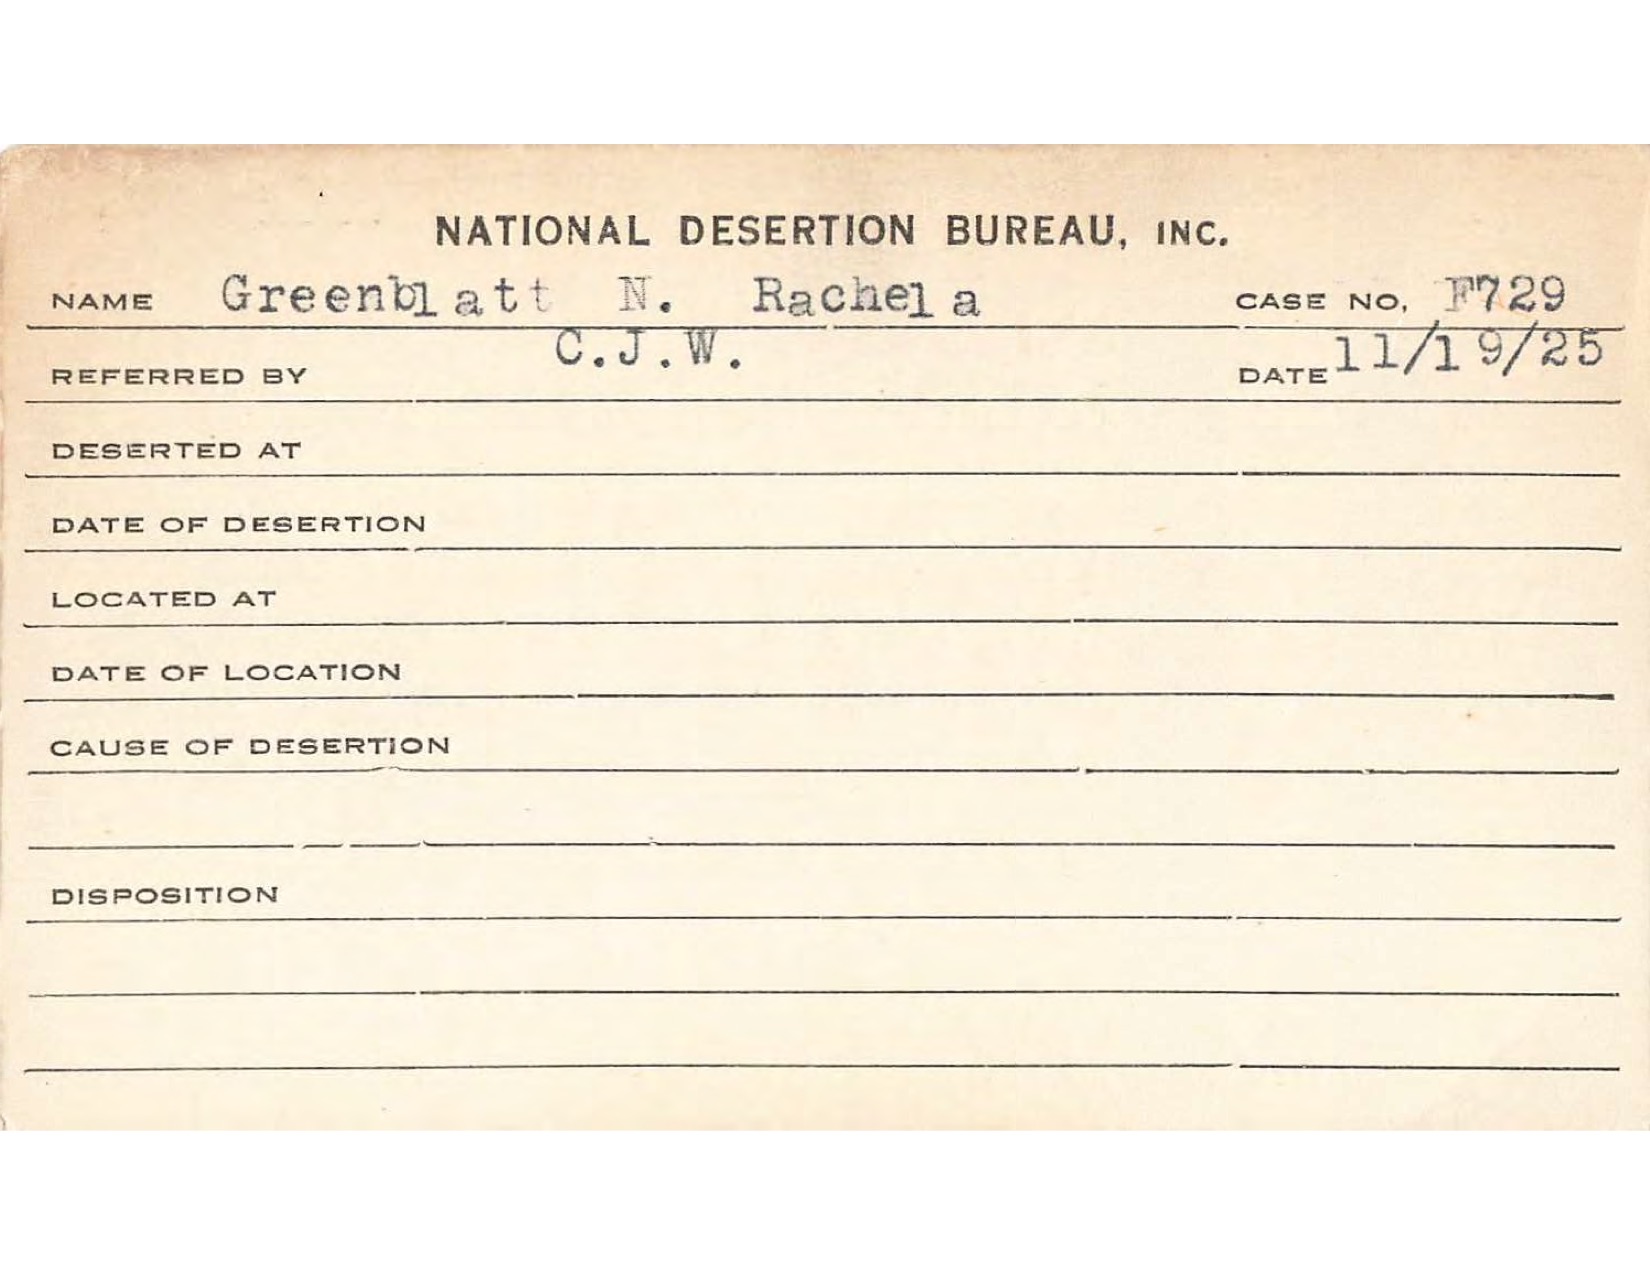 NATIONAL DESERTION BUREAU, INC.
NAME Greenblatt N. Rachela CASE NO. F729
REFERRED BY C.J.W. DATE 11/19/25
DESERTED AT
DATE OF DESERTION
LOCATED AT
DATE OF LOCATION
CAUSE OF DESERTION
DISPOSITION